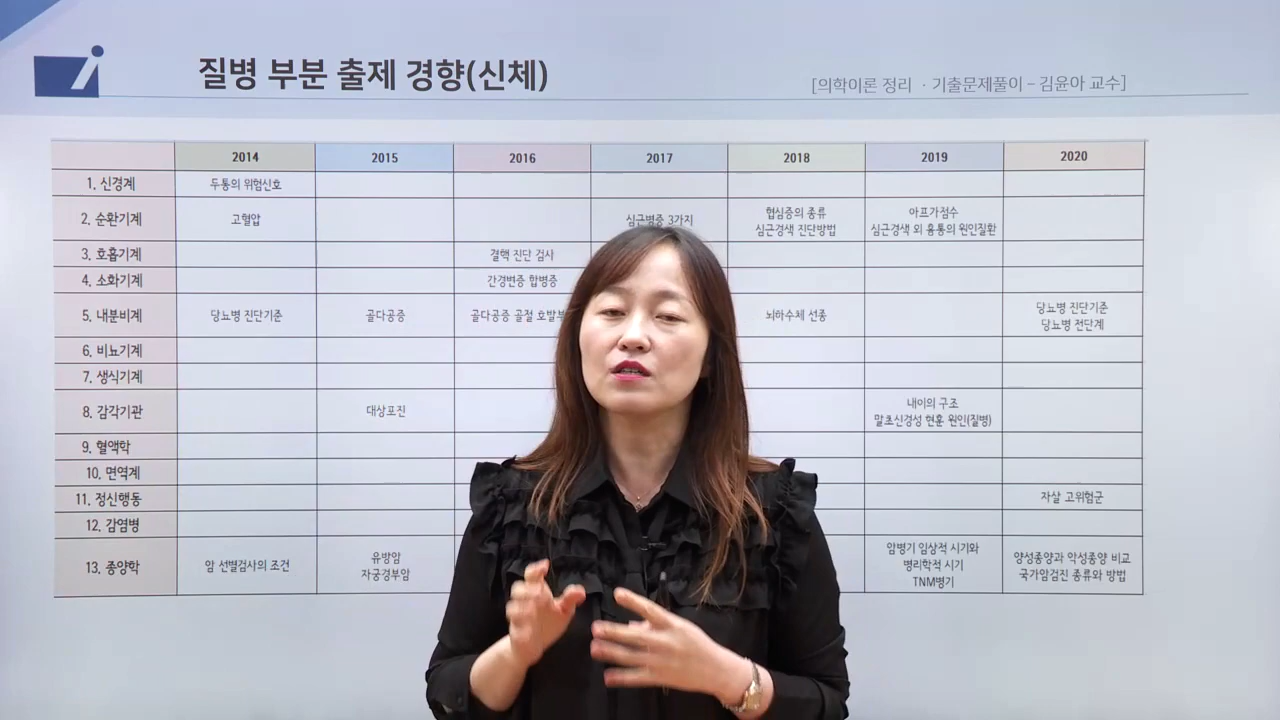 질병 부분 출제 경향(신체)
[의학이론 정리 · 기출문제풀이 – 김윤아 교수]
2014 2015 2016 2017 2018 2019 2020
1. 신경계 두통의 위험신호
2. 순환기계 고혈압 심근병증 3가지 협심증의 종류 아프가점수
심근경색 진단방법 심근경색 외 흉통의 원인질환
3. 호흡기계 결핵 진단 검사
4. 소화기계 간경변증 합병증
5. 내분비계 당뇨병 진단기준 골다공증 골다공증 골절 호발부 뇌하수체 선종 당뇨병 진단기준
당뇨병 전단계
6. 비뇨기계
7. 생식기계
8. 감각기관 대상포진 내이의 구조
말초신경성 현훈 원인(질병)
9. 혈액학
10. 면역계
11. 정신행동 자살 고위험군
12. 감염병
13. 종양학 암 선별검사의 조건 유방암
자궁경부암 암병기 임상적 시기와
병리학적 시기
TNM병기 양성종양과 악성종양 비교
국가암검진 종류와 방법